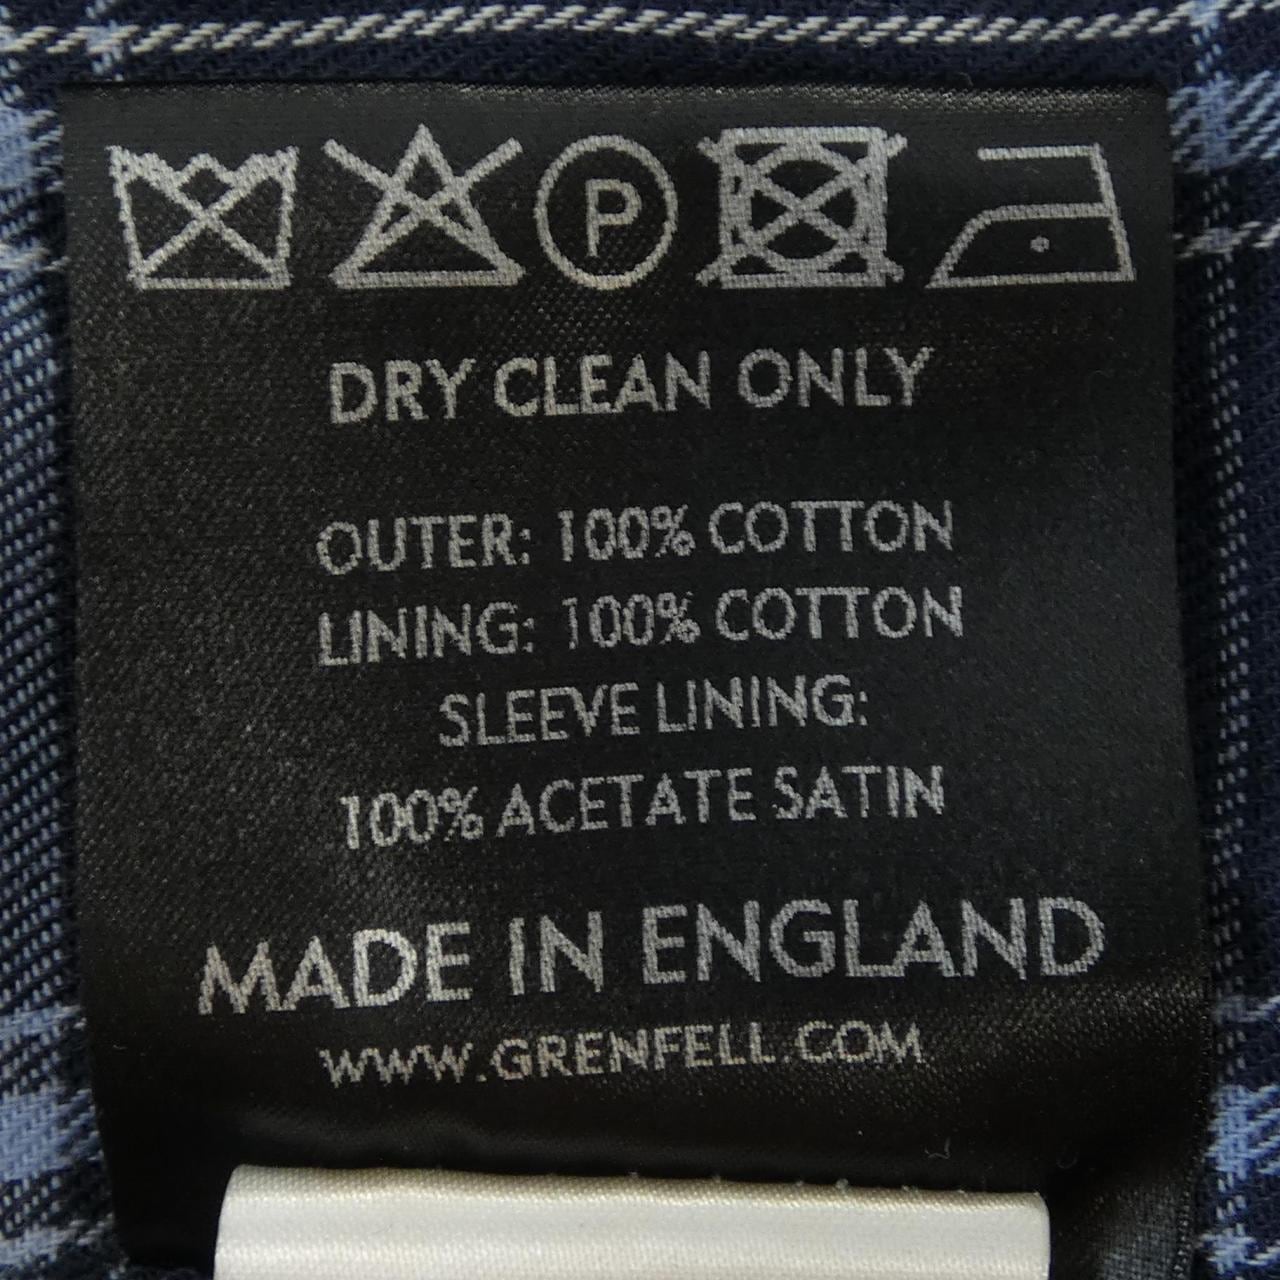 P
DRY CLEAN ONLY
OUTER: 100% COTTON
LINING: 100% COTTON
SLEEVE LINING:
100% ACETATE SATIN
MADE IN ENGLAND
WWW.GRENFELL.COM